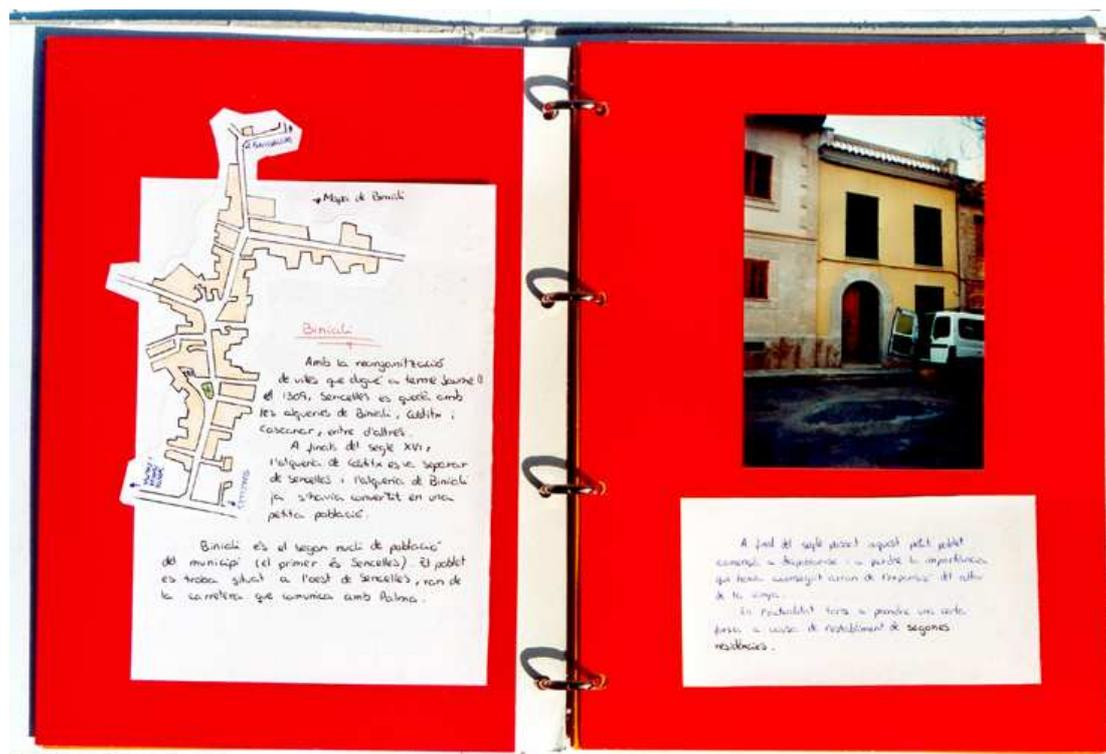 a BINISSALEM
→ Mapa de Biniali
Biniali
Amb la reorganització
de viles que digué a terme Jaume II
el 1309, Sencelles es quedà amb
les alqueries de Biniali, Costitx i
Cascanar, entre d'altres.
A finals del segle XVI,
l'alqueria de Costitx es va separar
de Sencelles i l'alqueria de Biniali
ja s'havia convertit en una
petita població.
Biniali és el segon nucli de població
del municipi (el primer és Sencelles). El poblet
es troba situat a l'oest de Sencelles, ran de
la carretera que comunica amb Palma.
A final del segle passat aquest petit poblet
començà a despoblar-se i a perdre la importància
que havia aconseguit arran de l'expansió del cultiu
de la vinya.
En l'actualitat torna a prendre una certa
força a causa de l'establiment de segones
residències.